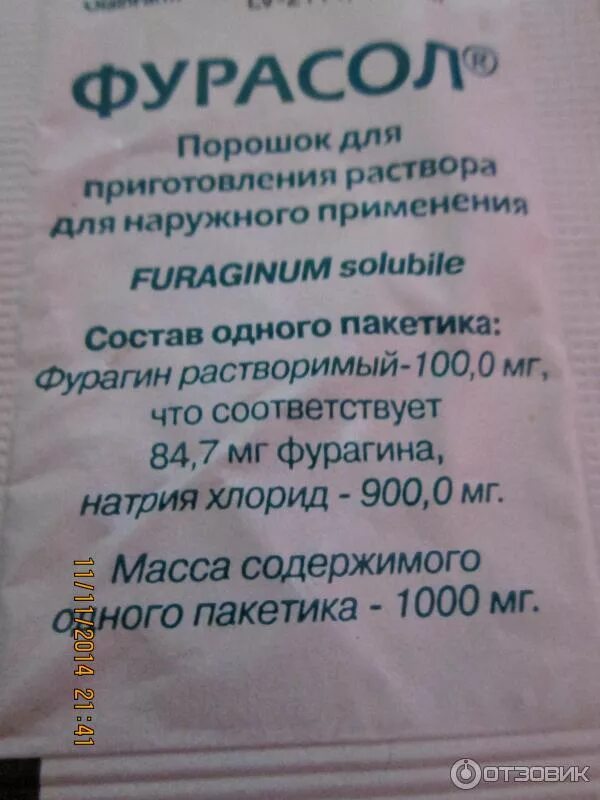 ФУРАСОЛ®
Порошок для
приготовления раствора
для наружного применения
FURAGINUM solubile
Состав одного пакетика:
Фурагин растворимый-100,0 мг,
что соответствует
84,7 мг фурагина,
натрия хлорид - 900,0 мг.
Масса содержимого
одного пакетика - 1000 мг.
11/11/2014 21:41
ОТЗОВИК